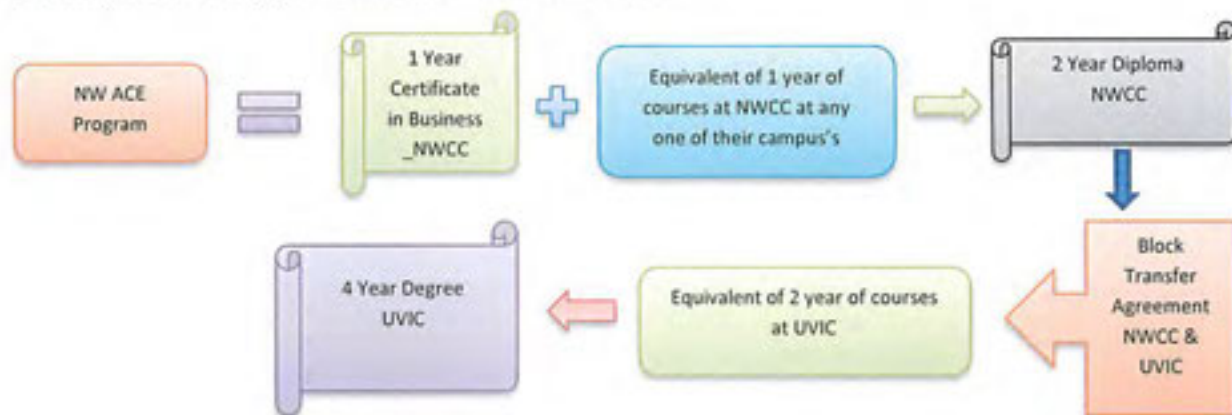 NW ACE
Program
1 Year
Certificate
in Business
_NWCC
Equivalent of 1 year of
courses at NWCC at any
one of their campus's
2 Year Diploma
NWCC
Block
Transfer
Agreement
NWCC &
UVIC
Equivalent of 2 year of courses
at UVIC
4 Year Degree
UVIC